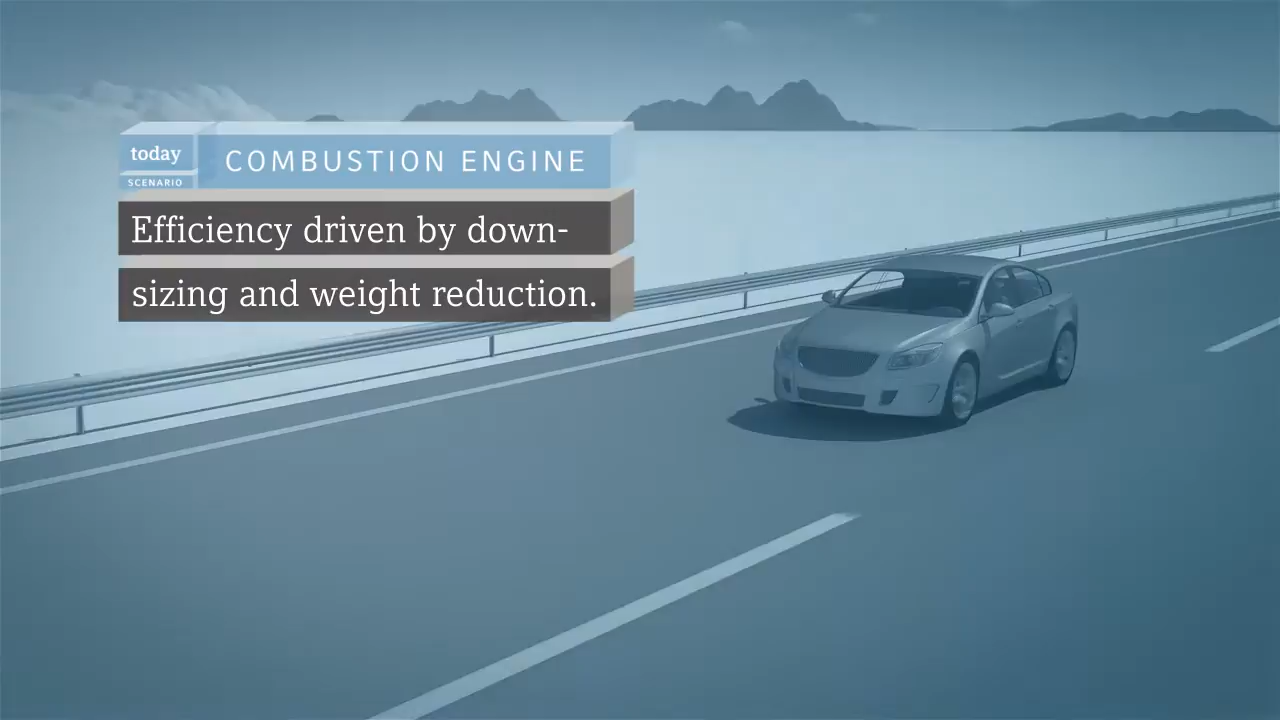 today
SCENARIO
COMBUSTION ENGINE
Efficiency driven by down-
sizing and weight reduction.